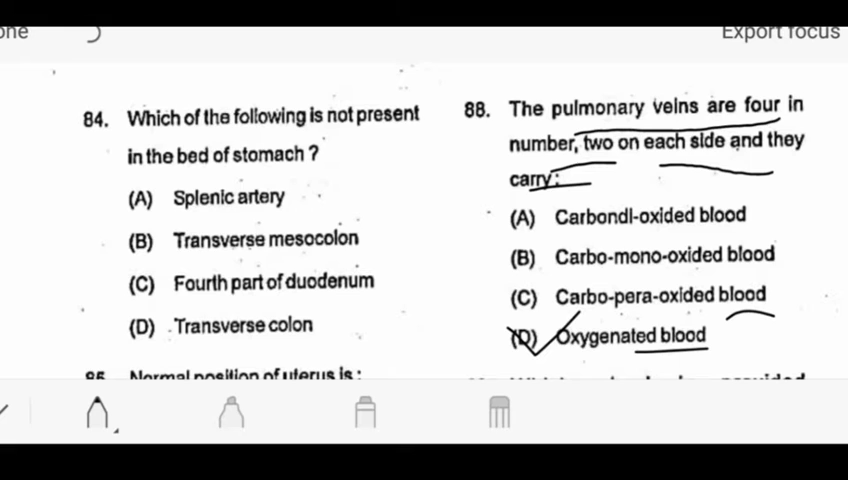 one
Export focus
84. Which of the following is not present
in the bed of stomach ?
(A) Splenic artery
(B) Transverse mesocolon
(C) Fourth part of duodenum
(D) Transverse colon
85. Normal position of uterus is :
88. The pulmonary veins are four in
number, two on each side and they
carry:
(A) Carbondl-oxided blood
(B) Carbo-mono-oxided blood
(C) Carbo-pera-oxided blood
(D) Oxygenated blood